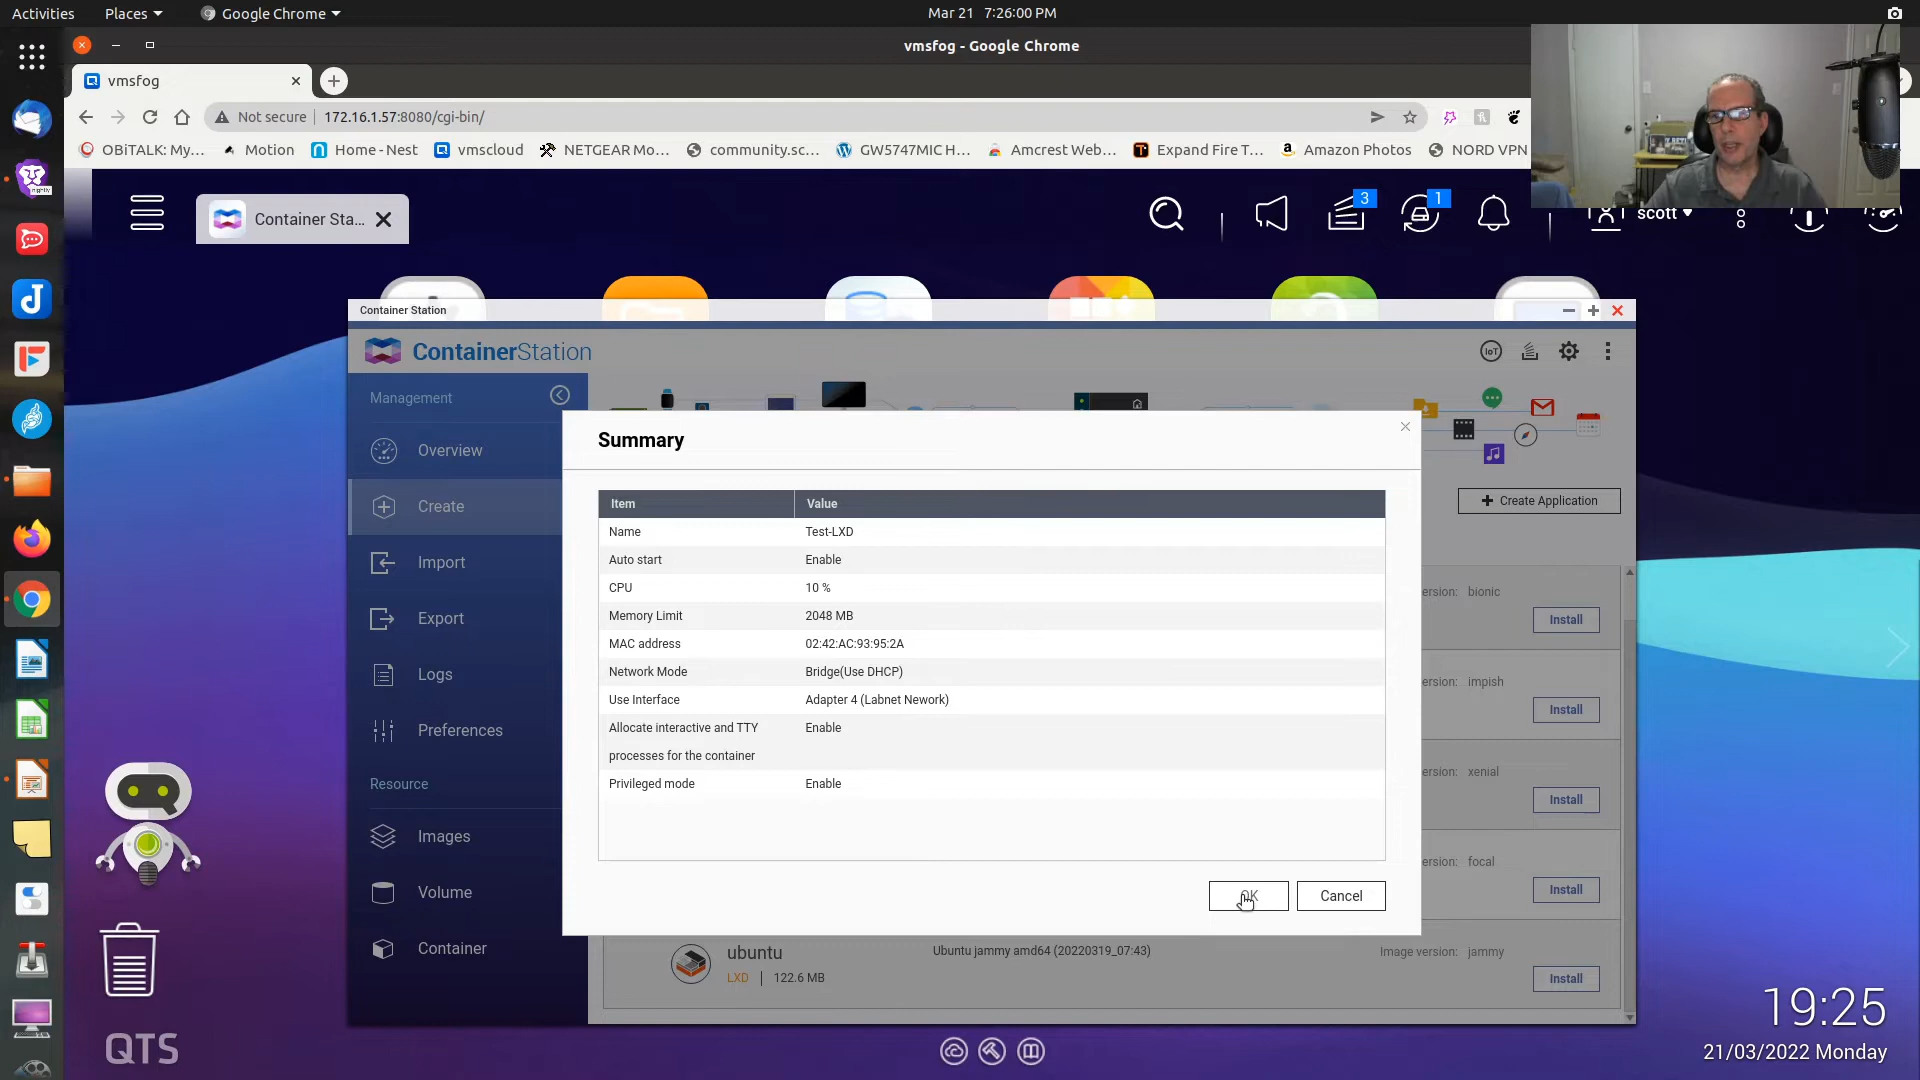 Activities
Places
Google Chrome
Mar 21 7:26:00 PM
vmsfog - Google Chrome
vmsfog
Not secure
172.16.1.57:8080/cgi-bin/
OBiTALK: My...
Motion
Home - Nest
vmscloud
NETGEAR Mo...
community.sc...
GW5747MIC H...
Amcrest Web...
Expand Fire T...
Amazon Photos
NORD VPN
Container Sta...
3
1
scott
Container Station
ContainerStation
IoT
Management
Overview
Create
Import
Export
Logs
Preferences
Resource
Images
Volume
Container
Create Application
Summary
Item Value
Name Test-LXD
Auto start Enable
CPU 10 %
Memory Limit 2048 MB
MAC address 02:42:AC:93:95:2A
Network Mode Bridge(Use DHCP)
Use Interface Adapter 4 (Labnet Nework)
Allocate interactive and TTY Enable
processes for the container
Privileged mode Enable
OK
Cancel
ersion: bionic
Install
ersion: impish
Install
ersion: xenial
Install
ersion: focal
Install
ubuntu
LXD | 122.6 MB
Ubuntu jammy amd64 (20220319_07:43)
Image version: jammy
Install
QTS
19:25
21/03/2022 Monday